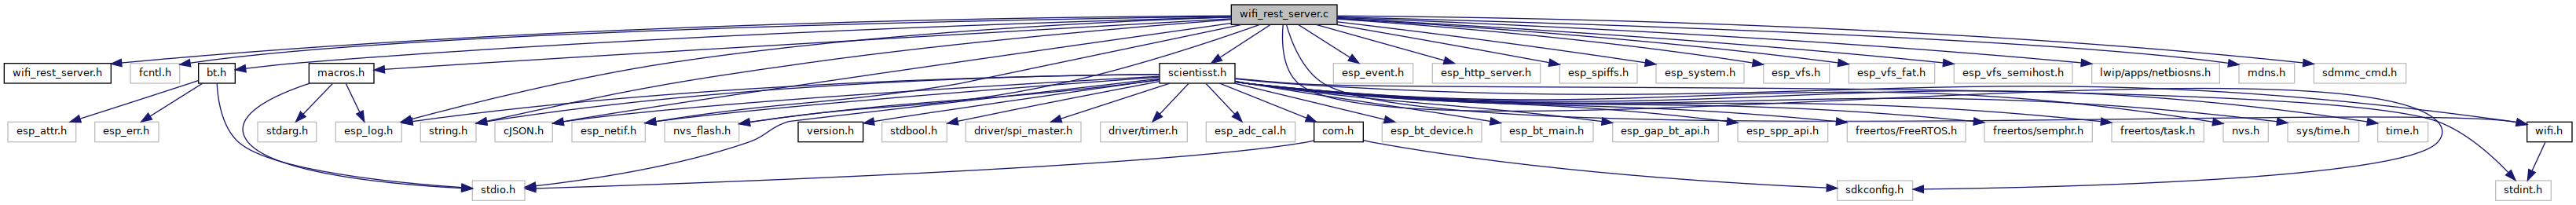 wifi_rest_server.c
wifi_rest_server.h
fcntl.h
bt.h
macros.h
scientisst.h
esp_event.h
esp_http_server.h
esp_spiffs.h
esp_system.h
esp_vfs.h
esp_vfs_fat.h
esp_vfs_semihost.h
lwip/apps/netbiosns.h
mdns.h
sdmmc_cmd.h
esp_attr.h
esp_err.h
stdarg.h
esp_log.h
string.h
cJSON.h
esp_netif.h
nvs_flash.h
version.h
stdbool.h
driver/spi_master.h
driver/timer.h
esp_adc_cal.h
com.h
esp_bt_device.h
esp_bt_main.h
esp_gap_bt_api.h
esp_spp_api.h
freertos/FreeRTOS.h
freertos/semphr.h
freertos/task.h
nvs.h
sys/time.h
time.h
wifi.h
stdio.h
sdkconfig.h
stdint.h